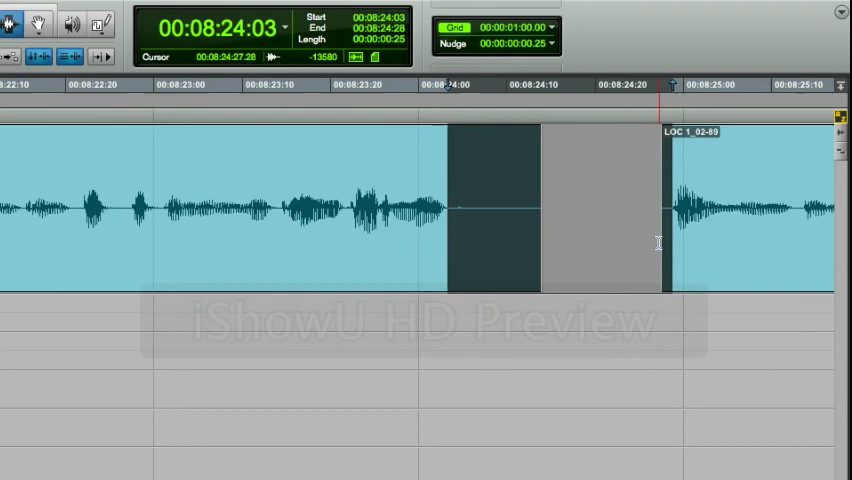 00:08:24:03
Start 00:08:24:03
End 00:08:24:28
Length 00:00:00:25
Cursor 00:08:24:27.28 -13580
Grid 00:00:01:00.00
Nudge 00:00:00:00.25
8:22:10 00:08:22:20 00:08:23:00 00:08:23:10 00:08:23:20 00:08:24:00 00:08:24:10 00:08:24:20 00:08:25:00 00:08:25:10
LOC 1_02-89
iShowU HD Preview